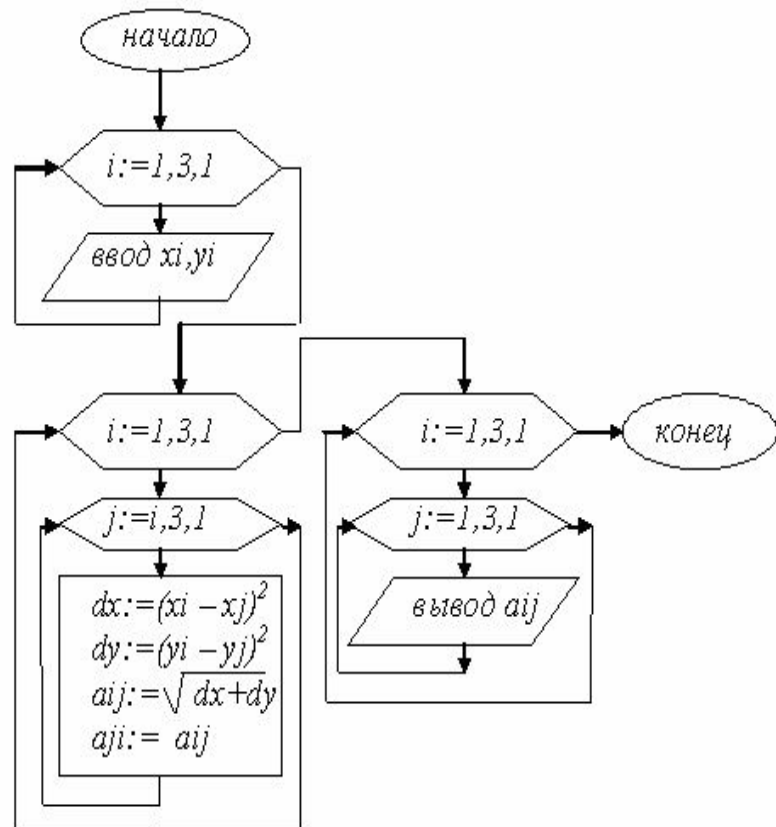 начало
i:=1,3,1
ввод xi,yi
i:=1,3,1
j:=i,3,1
dx:=(xi –xj)²
dy:=(yi –yj)²
aij:=√dx+dy
aji:= aij
i:=1,3,1
j:=1,3,1
вывод aij
конец